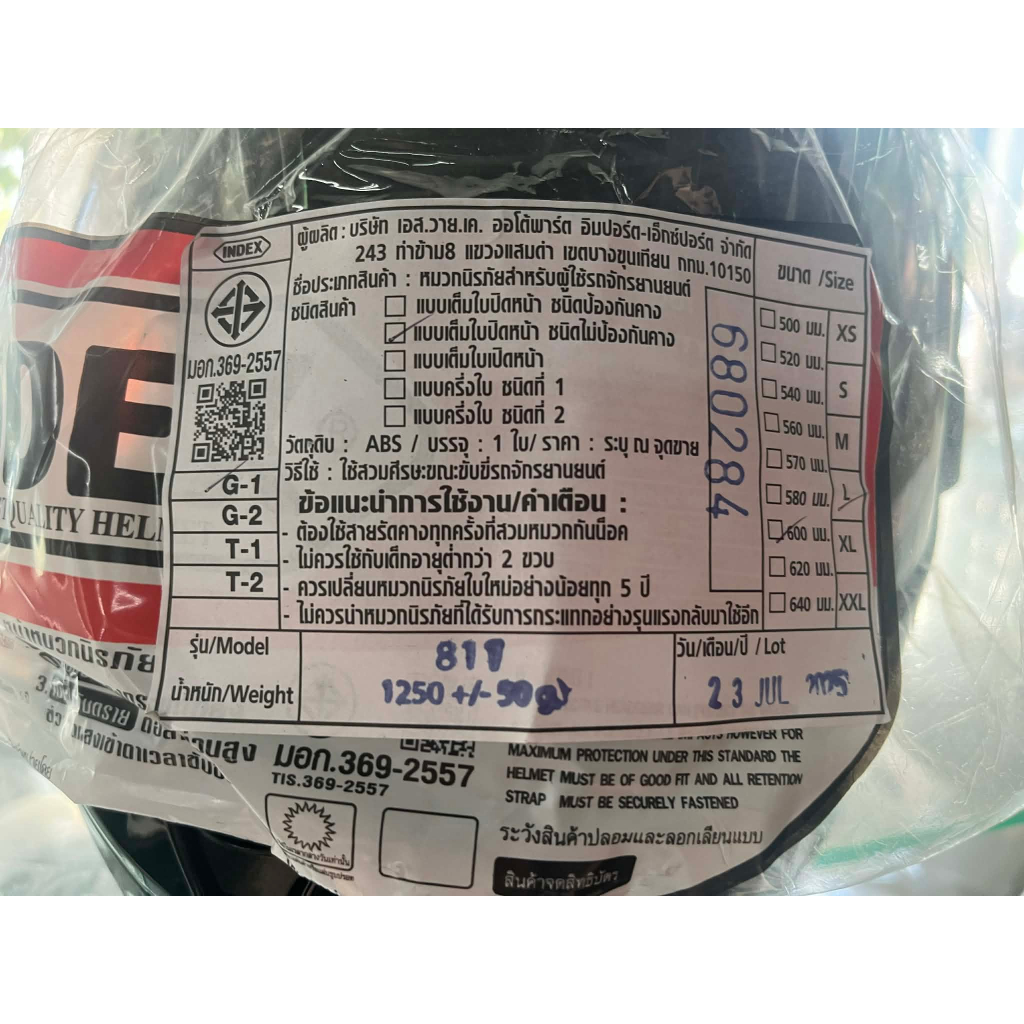 INDEX
ผู้ผลิต : บริษัท เอส.วาย.เค. ออโต้พาร์ต อิมปอร์ต-เอ็กซ์ปอร์ต จำกัด
243 ท่าข้าม8 แขวงแสมดำ เขตบางขุนเทียน กทม.10150
ชื่อประเภทสินค้า : หมวกนิรภัยสำหรับผู้ใช้รถจักรยานยนต์
ชนิดสินค้า
แบบเต็มใบปิดหน้า ชนิดป้องกันคาง
แบบเต็มใบปิดหน้า ชนิดไม่ป้องกันคาง
แบบเต็มใบเปิดหน้า
แบบครึ่งใบ ชนิดที่ 1
แบบครึ่งใบ ชนิดที่ 2
มอก.369-2557
วัตถุดิบ : ABS / บรรจุ : 1 ใบ/ ราคา : ระบุ ณ จุดขาย
วิธีใช้ : ใช้สวมศีรษะขณะขับขี่รถจักรยานยนต์
G-1
G-2
T-1
T-2
ข้อแนะนำการใช้งาน/คำเตือน :
- ต้องใช้สายรัดคางทุกครั้งที่สวมหมวกกันน็อค
- ไม่ควรใช้กับเด็กอายุต่ำกว่า 2 ขวบ
- ควรเปลี่ยนหมวกนิรภัยใบใหม่อย่างน้อยทุก 5 ปี
- ไม่ควรนำหมวกนิรภัยที่ได้รับการกระแทกอย่างรุนแรงกลับมาใช้อีก
680284
ขนาด /Size
500 มม. XS
520 มม.
540 มม. S
560 มม.
570 มม. M
580 มม. L
600 มม.
620 มม. XL
640 มม. XXL
รุ่น/Model 811
น้ำหนัก/Weight 1250 +/- 50
วัน/เดือน/ปี / Lot
23 JUL 2025
DE
QUALITY HEL
หมวกนิรภัย
มอก.369-2557
TIS.369-2557
HOWEVER FOR
MAXIMUM PROTECTION UNDER THIS STANDARD THE
HELMET MUST BE OF GOOD FIT AND ALL RETENTION
STRAP MUST BE SECURELY FASTENED
ระวังสินค้าปลอมและลอกเลียนแบบ
สินค้าจดสิทธิบัตร